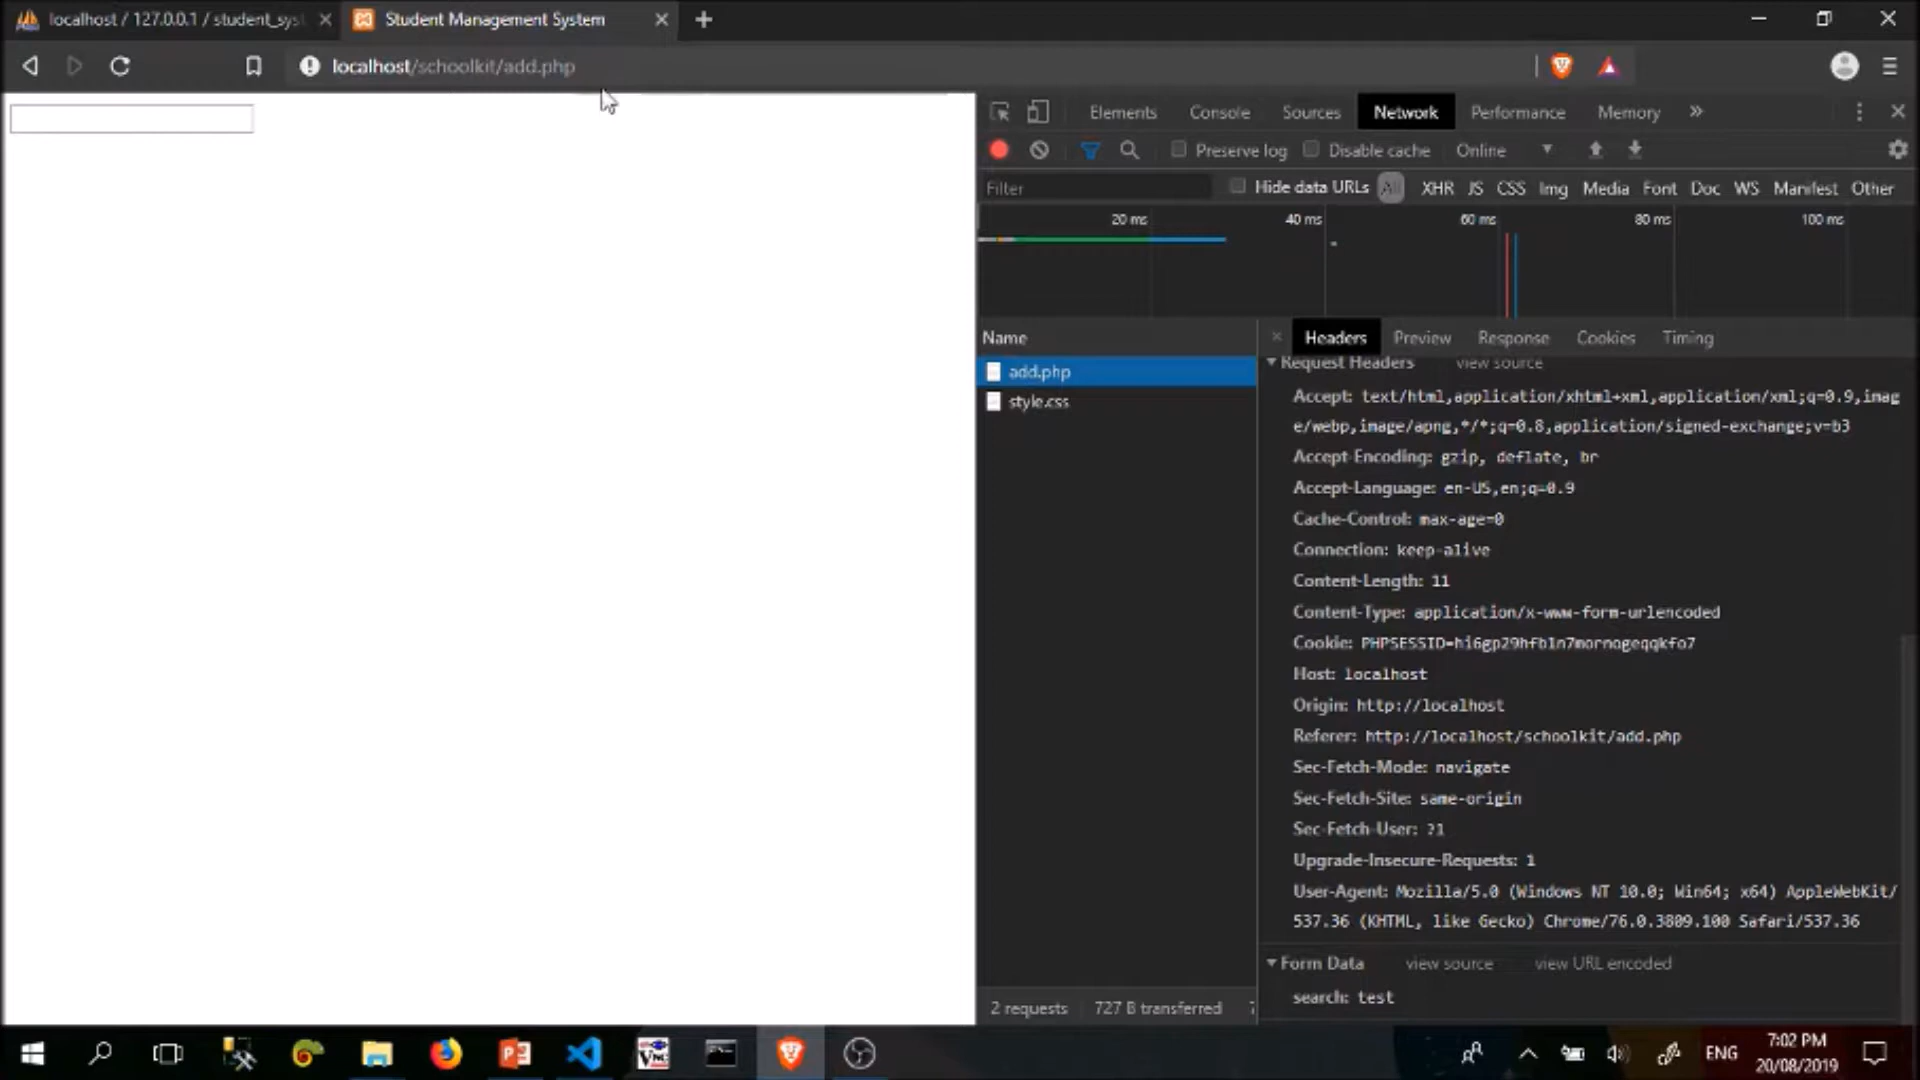 localhost / 127.0.0.1 / student_sys
Student Management System
localhost/schoolkit/add.php
Elements Console Sources Network Performance Memory
Preserve log Disable cache Online
Filter Hide data URLs All XHR JS CSS Img Media Font Doc WS Manifest Other
20 ms 40 ms 60 ms 80 ms 100 ms
Name
add.php
style.css
Headers Preview Response Cookies Timing
Request Headers view source
Accept: text/html,application/xhtml+xml,application/xml;q=0.9,imag
e/webp,image/apng,*/*;q=0.8,application/signed-exchange;v=b3
Accept-Encoding: gzip, deflate, br
Accept-Language: en-US,en;q=0.9
Cache-Control: max-age=0
Connection: keep-alive
Content-Length: 11
Content-Type: application/x-www-form-urlencoded
Cookie: PHPSESSID=hi6gp29hfb1n7mornogeqqkfo7
Host: localhost
Origin: http://localhost
Referer: http://localhost/schoolkit/add.php
Sec-Fetch-Mode: navigate
Sec-Fetch-Site: same-origin
Sec-Fetch-User: ?1
Upgrade-Insecure-Requests: 1
User-Agent: Mozilla/5.0 (Windows NT 10.0; Win64; x64) AppleWebKit/
537.36 (KHTML, like Gecko) Chrome/76.0.3809.100 Safari/537.36
Form Data view source view URL encoded
search: test
2 requests 727 B transferred
ENG
7:02 PM
20/08/2019